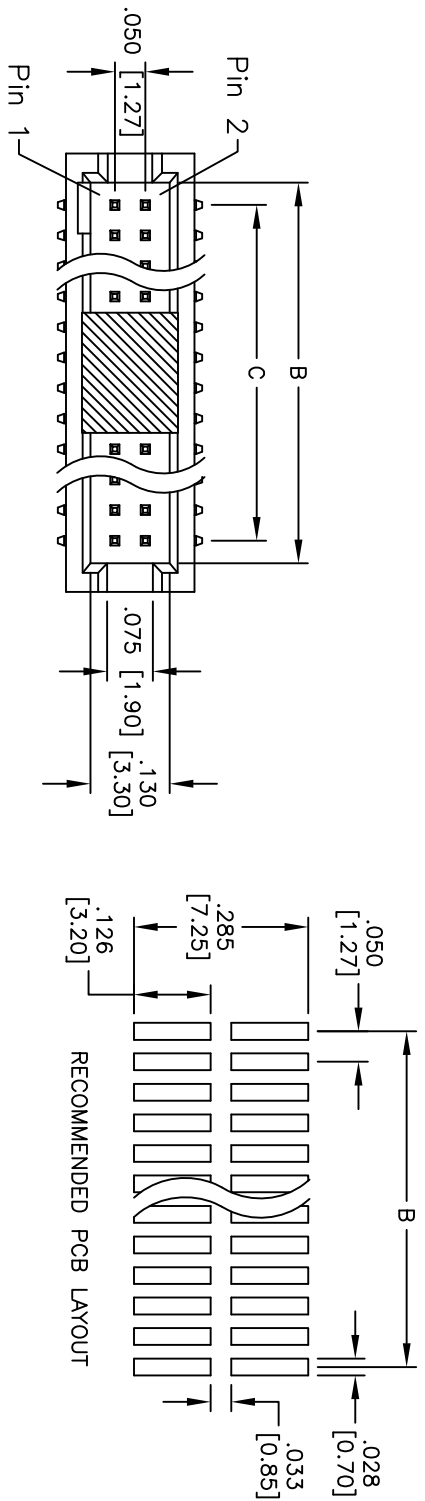 .050
[1.27]
Pin 1
Pin 2
C
B
.075 [1.90]
.130
[3.30]
.285
[7.25]
.126
[3.20]
.050
[1.27]
B
.028
[0.70]
.033
[0.85]
RECOMMENDED PCB LAYOUT